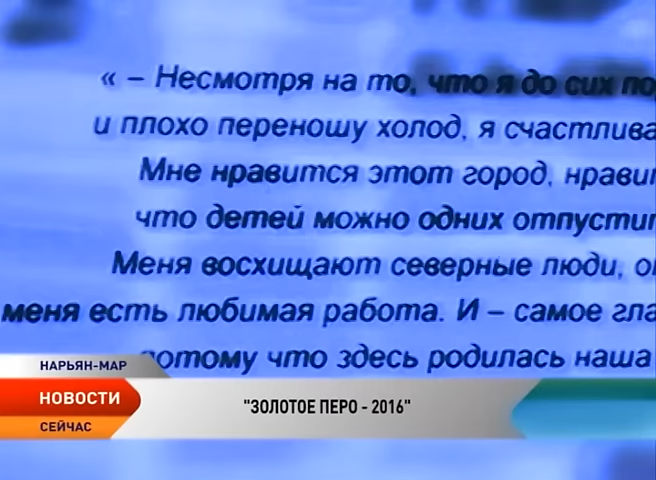 « – Несмотря на то, что я до сих по
и плохо переношу холод, я счастлива
Мне нравится этот город, нрави
что детей можно одних отпусти
Меня восхищают северные люди, о
меня есть любимая работа. И – самое гла
потому что здесь родилась наша
НАРЬЯН-МАР
НОВОСТИ
"ЗОЛОТОЕ ПЕРО - 2016"
СЕЙЧАС